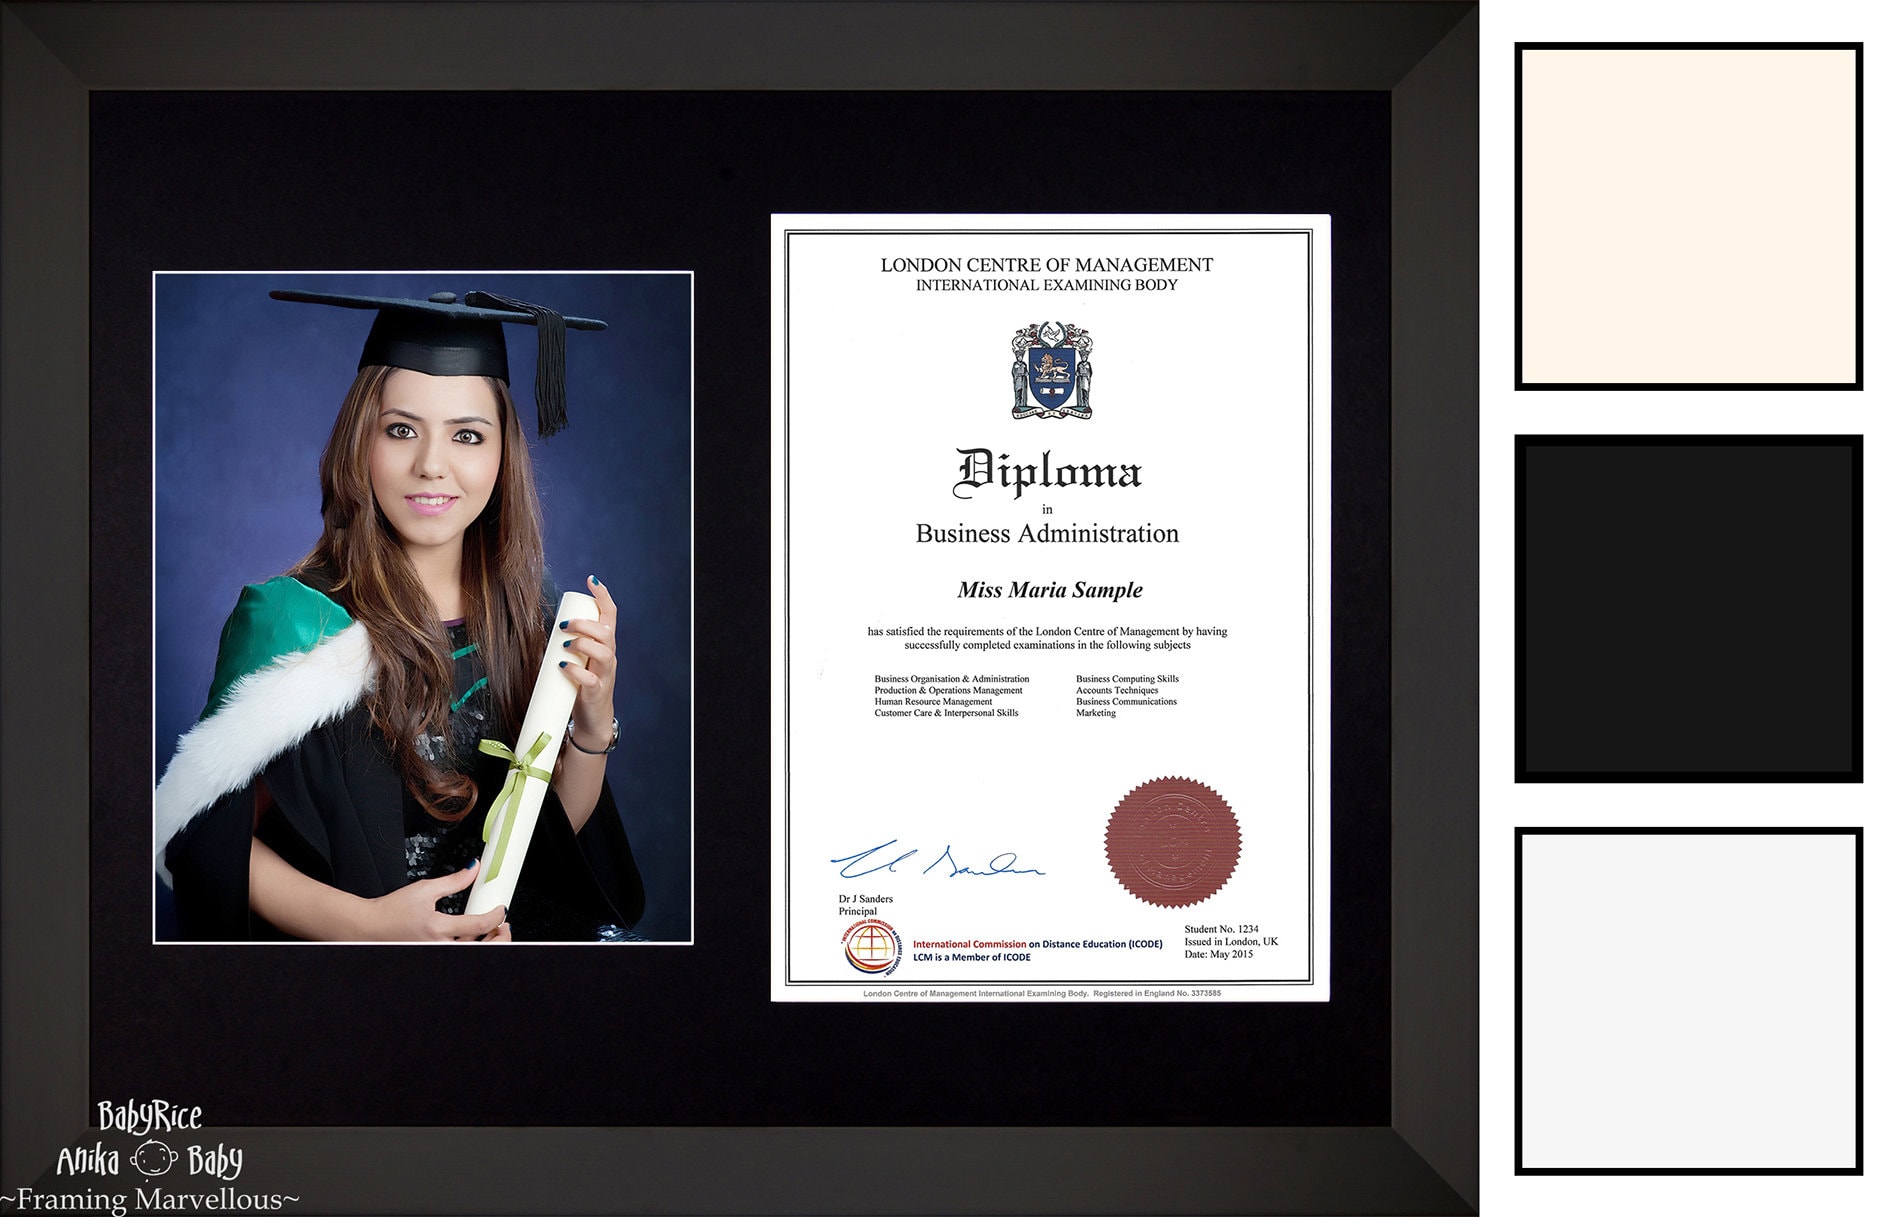 LONDON CENTRE OF MANAGEMENT
INTERNATIONAL EXAMINING BODY
Diploma
in
Business Administration
Miss Maria Sample
has satisfied the requirements of the London Centre of Management by having
successfully completed examinations in the following subjects
Business Organisation & Administration
Production & Operations Management
Human Resource Management
Customer Care & Interpersonal Skills
Business Computing Skills
Accounts Techniques
Business Communications
Marketing
Dr J Sanders
Principal
International Commission on Distance Education (ICODE)
LCM is a Member of ICODE
Student No. 1234
Issued in London, UK
Date: May 2015
London Centre of Management International Examining Body. Registered in England No. 3373585
BabyRice
Anika Baby
~Framing Marvellous~